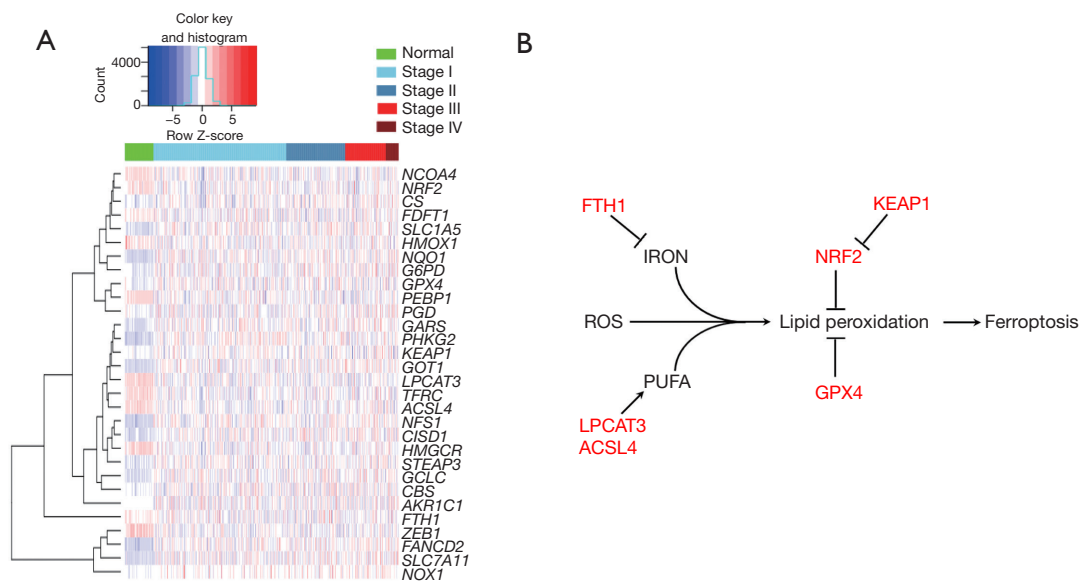 A
Color key
and histogram
4000
0
Count
−5 0 5
Row Z-score
Normal
Stage I
Stage II
Stage III
Stage IV
NCOA4
NRF2
CS
FDFT1
SLC1A5
HMOX1
NQO1
G6PD
GPX4
PEBP1
PGD
GARS
PHKG2
KEAP1
GOT1
LPCAT3
TFRC
ACSL4
NFS1
CISD1
HMGCR
STEAP3
GCLC
CBS
AKR1C1
FTH1
ZEB1
FANCD2
SLC7A11
NOX1
B
FTH1
KEAP1
IRON
NRF2
ROS
Lipid peroxidation
Ferroptosis
PUFA
GPX4
LPCAT3
ACSL4